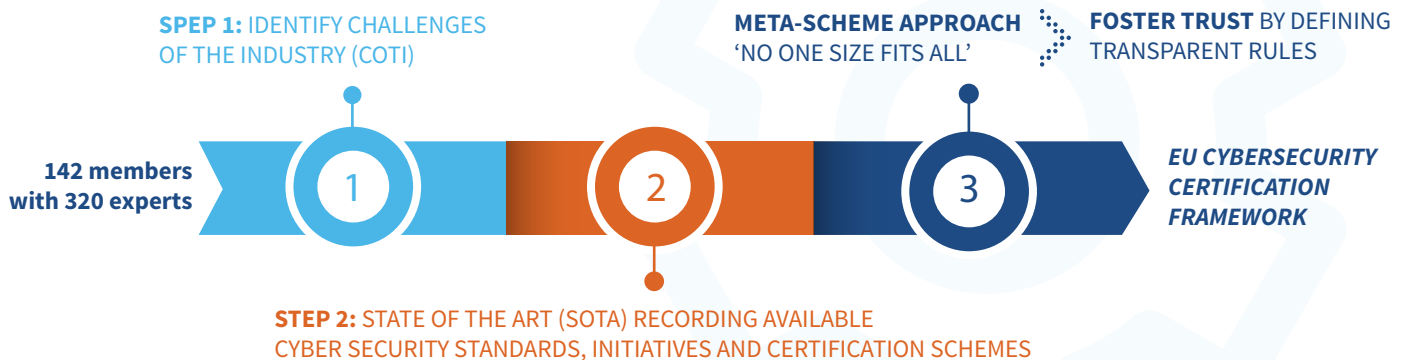 SPEP 1: IDENTIFY CHALLENGES
OF THE INDUSTRY (COTI)
META-SCHEME APPROACH
‘NO ONE SIZE FITS ALL’
FOSTER TRUST BY DEFINING
TRANSPARENT RULES
142 members
with 320 experts
1
2
3
EU CYBERSECURITY
CERTIFICATION
FRAMEWORK
STEP 2: STATE OF THE ART (SOTA) RECORDING AVAILABLE
CYBER SECURITY STANDARDS, INITIATIVES AND CERTIFICATION SCHEMES